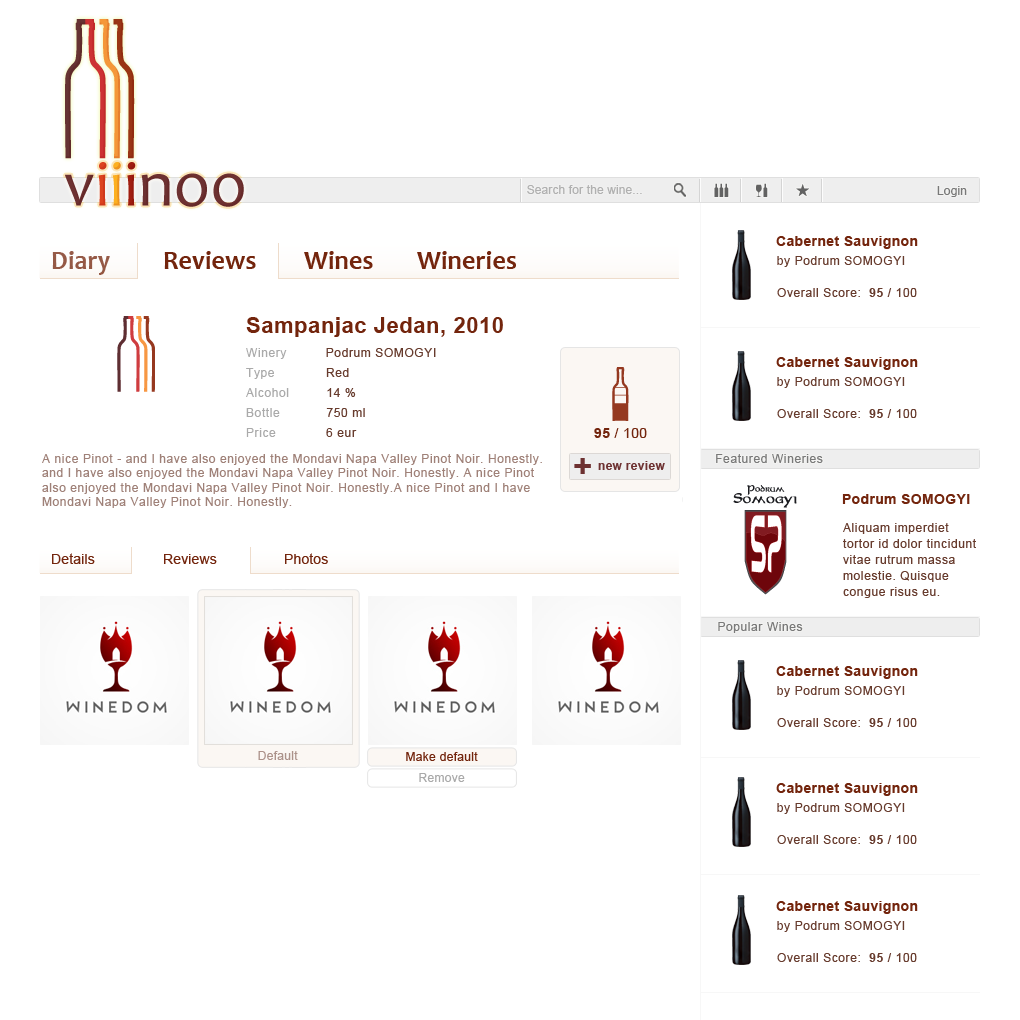 viinoo
Search for the wine...
Login
Diary
Reviews
Wines
Wineries
Sampanjac Jedan, 2010
Winery Podrum SOMOGYI
Type Red
Alcohol 14 %
Bottle 750 ml
Price 6 eur
95 / 100
new review
A nice Pinot - and I have also enjoyed the Mondavi Napa Valley Pinot Noir. Honestly.
and I have also enjoyed the Mondavi Napa Valley Pinot Noir. Honestly. A nice Pinot
also enjoyed the Mondavi Napa Valley Pinot Noir. Honestly.A nice Pinot and I have
Mondavi Napa Valley Pinot Noir. Honestly.
Details
Reviews
Photos
WINEDOM
WINEDOM
WINEDOM
WINEDOM
Default
Make default
Remove
Cabernet Sauvignon
by Podrum SOMOGYI
Overall Score: 95 / 100
Cabernet Sauvignon
by Podrum SOMOGYI
Overall Score: 95 / 100
Featured Wineries
PODRUM
SOMOGYI
Podrum SOMOGYI
Aliquam imperdiet
tortor id dolor tincidunt
vitae rutrum massa
molestie. Quisque
congue risus eu.
Popular Wines
Cabernet Sauvignon
by Podrum SOMOGYI
Overall Score: 95 / 100
Cabernet Sauvignon
by Podrum SOMOGYI
Overall Score: 95 / 100
Cabernet Sauvignon
by Podrum SOMOGYI
Overall Score: 95 / 100